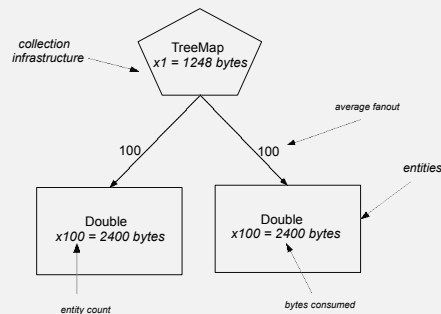 collection
infrastructure
TreeMap
x1 = 1248 bytes
average fanout
100
100
entities
Double
x100 = 2400 bytes
Double
x100 = 2400 bytes
entity count
bytes consumed